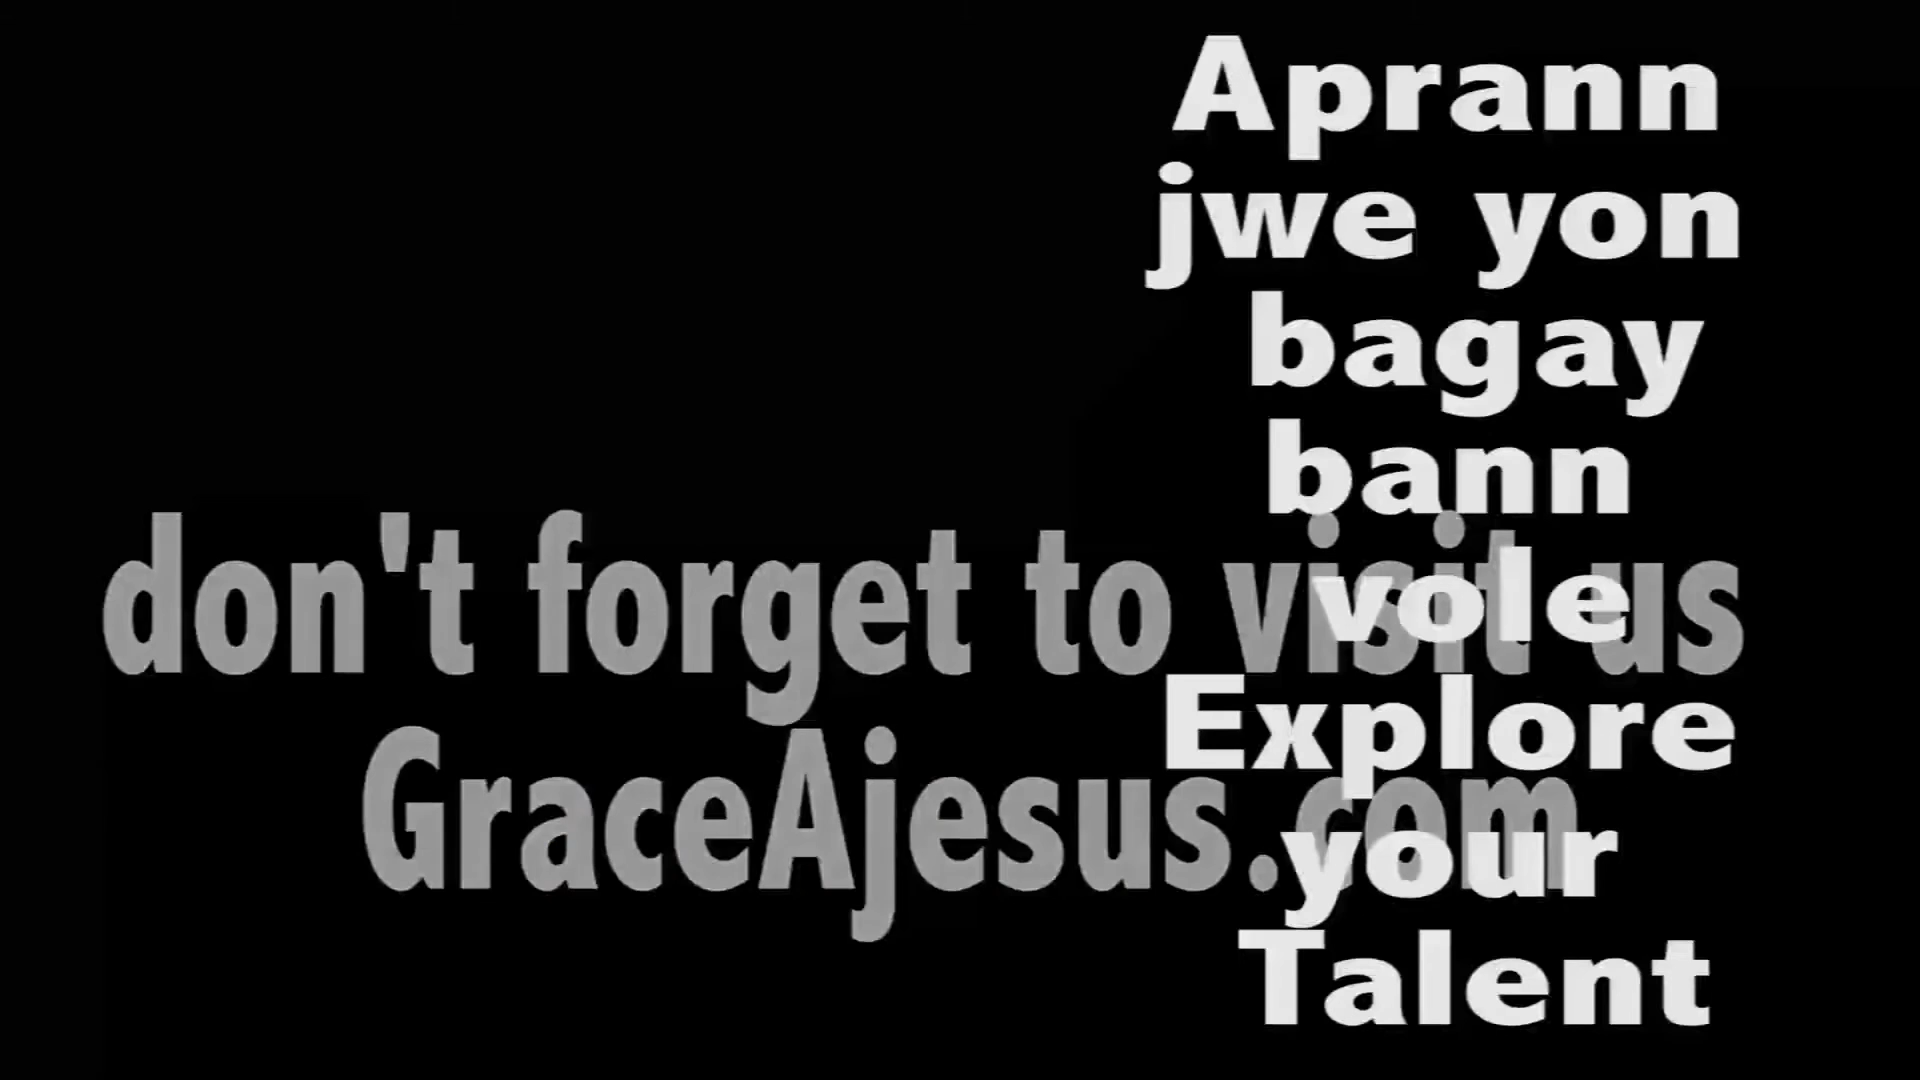 Aprann
jwe yon
bagay
bann
vole
Explore
your
Talent
don't forget to visit us
GraceAjesus.com